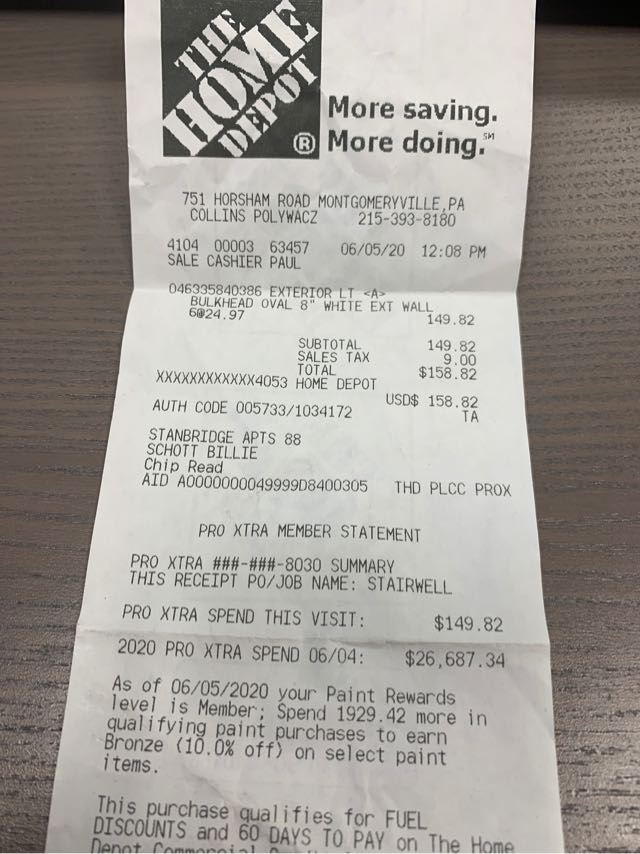 THE
HOME
DEPOT
®
More saving.
More doing.℠
751 HORSHAM ROAD MONTGOMERYVILLE,PA
COLLINS POLYWACZ 215-393-8180
4104 00003 63457 06/05/20 12:08 PM
SALE CASHIER PAUL
046335840386 EXTERIOR LT <A>
BULKHEAD OVAL 8" WHITE EXT WALL
6@24.97 149.82
SUBTOTAL 149.82
SALES TAX 9.00
TOTAL $158.82
XXXXXXXXXXXX4053 HOME DEPOT
USD$ 158.82
AUTH CODE 005733/1034172 TA
STANBRIDGE APTS 88
SCHOTT BILLIE
Chip Read
AID A0000000049999D8400305 THD PLCC PROX
PRO XTRA MEMBER STATEMENT
PRO XTRA ###-###-8030 SUMMARY
THIS RECEIPT PO/JOB NAME: STAIRWELL
PRO XTRA SPEND THIS VISIT: $149.82
2020 PRO XTRA SPEND 06/04: $26,687.34
As of 06/05/2020 your Paint Rewards
level is Member; Spend 1929.42 more in
qualifying paint purchases to earn
Bronze (10.0% off) on select paint
items.
This purchase qualifies for FUEL
DISCOUNTS and 60 DAYS TO PAY on The Home
Depot Commercial